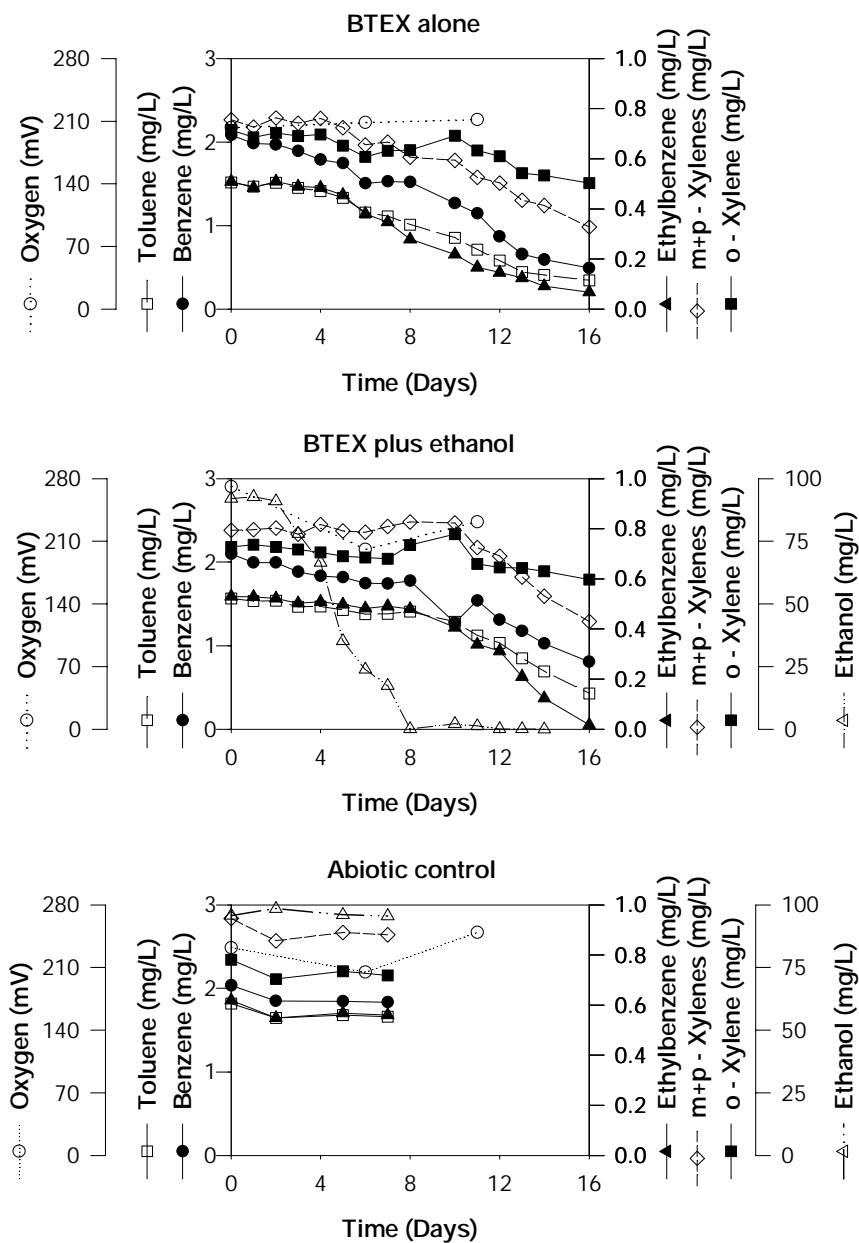 BTEX alone
Oxygen (mV)
280
210
140
70
0
Toluene (mg/L)
Benzene (mg/L)
3
2
1
0
0 4 8 12 16
Time (Days)
1.0
0.8
0.6
0.4
0.2
0.0
Ethylbenzene (mg/L)
m+p - Xylenes (mg/L)
o - Xylene (mg/L)
BTEX plus ethanol
Oxygen (mV)
280
210
140
70
0
Toluene (mg/L)
Benzene (mg/L)
3
2
1
0
0 4 8 12 16
Time (Days)
1.0
0.8
0.6
0.4
0.2
0.0
Ethylbenzene (mg/L)
m+p - Xylenes (mg/L)
o - Xylene (mg/L)
100
75
50
25
0
Ethanol (mg/L)
Abiotic control
Oxygen (mV)
280
210
140
70
0
Toluene (mg/L)
Benzene (mg/L)
3
2
1
0
0 4 8 12 16
Time (Days)
1.0
0.8
0.6
0.4
0.2
0.0
Ethylbenzene (mg/L)
m+p - Xylenes (mg/L)
o - Xylene (mg/L)
100
75
50
25
0
Ethanol (mg/L)